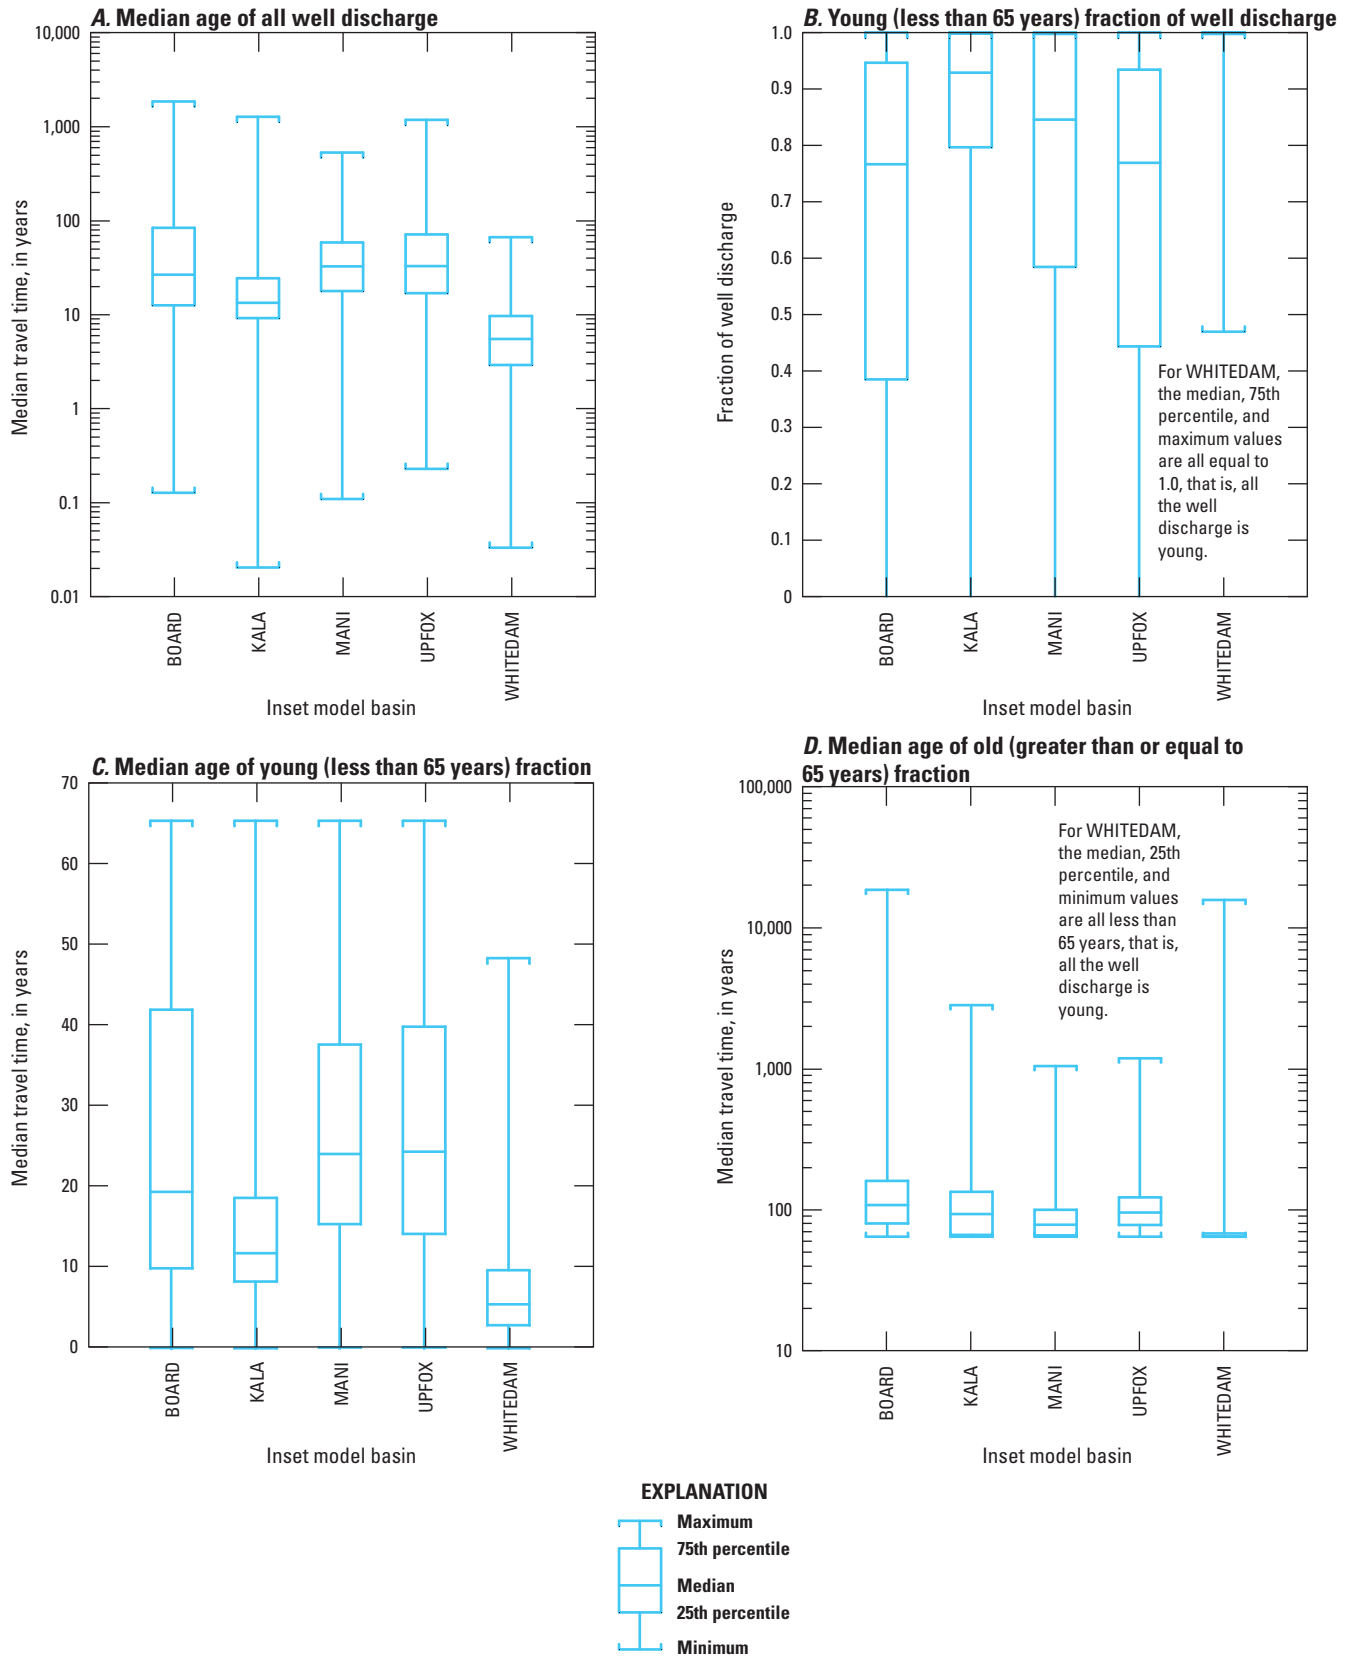 A. Median age of all well discharge
10,000
1,000
100
10
1
0.1
0.01
Median travel time, in years
BOARD
KALA
MANI
UPFOX
WHITEDAM
Inset model basin
B. Young (less than 65 years) fraction of well discharge
1.0
0.9
0.8
0.7
0.6
0.5
0.4
0.3
0.2
0.1
0
Fraction of well discharge
For WHITEDAM,
the median, 75th
percentile, and
maximum values
are all equal to
1.0, that is, all
the well
discharge is
young.
BOARD
KALA
MANI
UPFOX
WHITEDAM
Inset model basin
C. Median age of young (less than 65 years) fraction
70
60
50
40
30
20
10
0
Median travel time, in years
BOARD
KALA
MANI
UPFOX
WHITEDAM
Inset model basin
D. Median age of old (greater than or equal to
65 years) fraction
100,000
10,000
1,000
100
10
Median travel time, in years
For WHITEDAM,
the median, 25th
percentile, and
minimum values
are all less than
65 years, that is,
all the well
discharge is
young.
BOARD
KALA
MANI
UPFOX
WHITEDAM
Inset model basin
EXPLANATION
Maximum
75th percentile
Median
25th percentile
Minimum